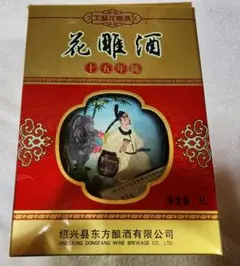 工艺花雕酒
花雕酒
十五年陈
净含量：1L
绍兴县东方酿酒有限公司
SHAOXING DONGFANG WINE BREWAGE CO.,LTD